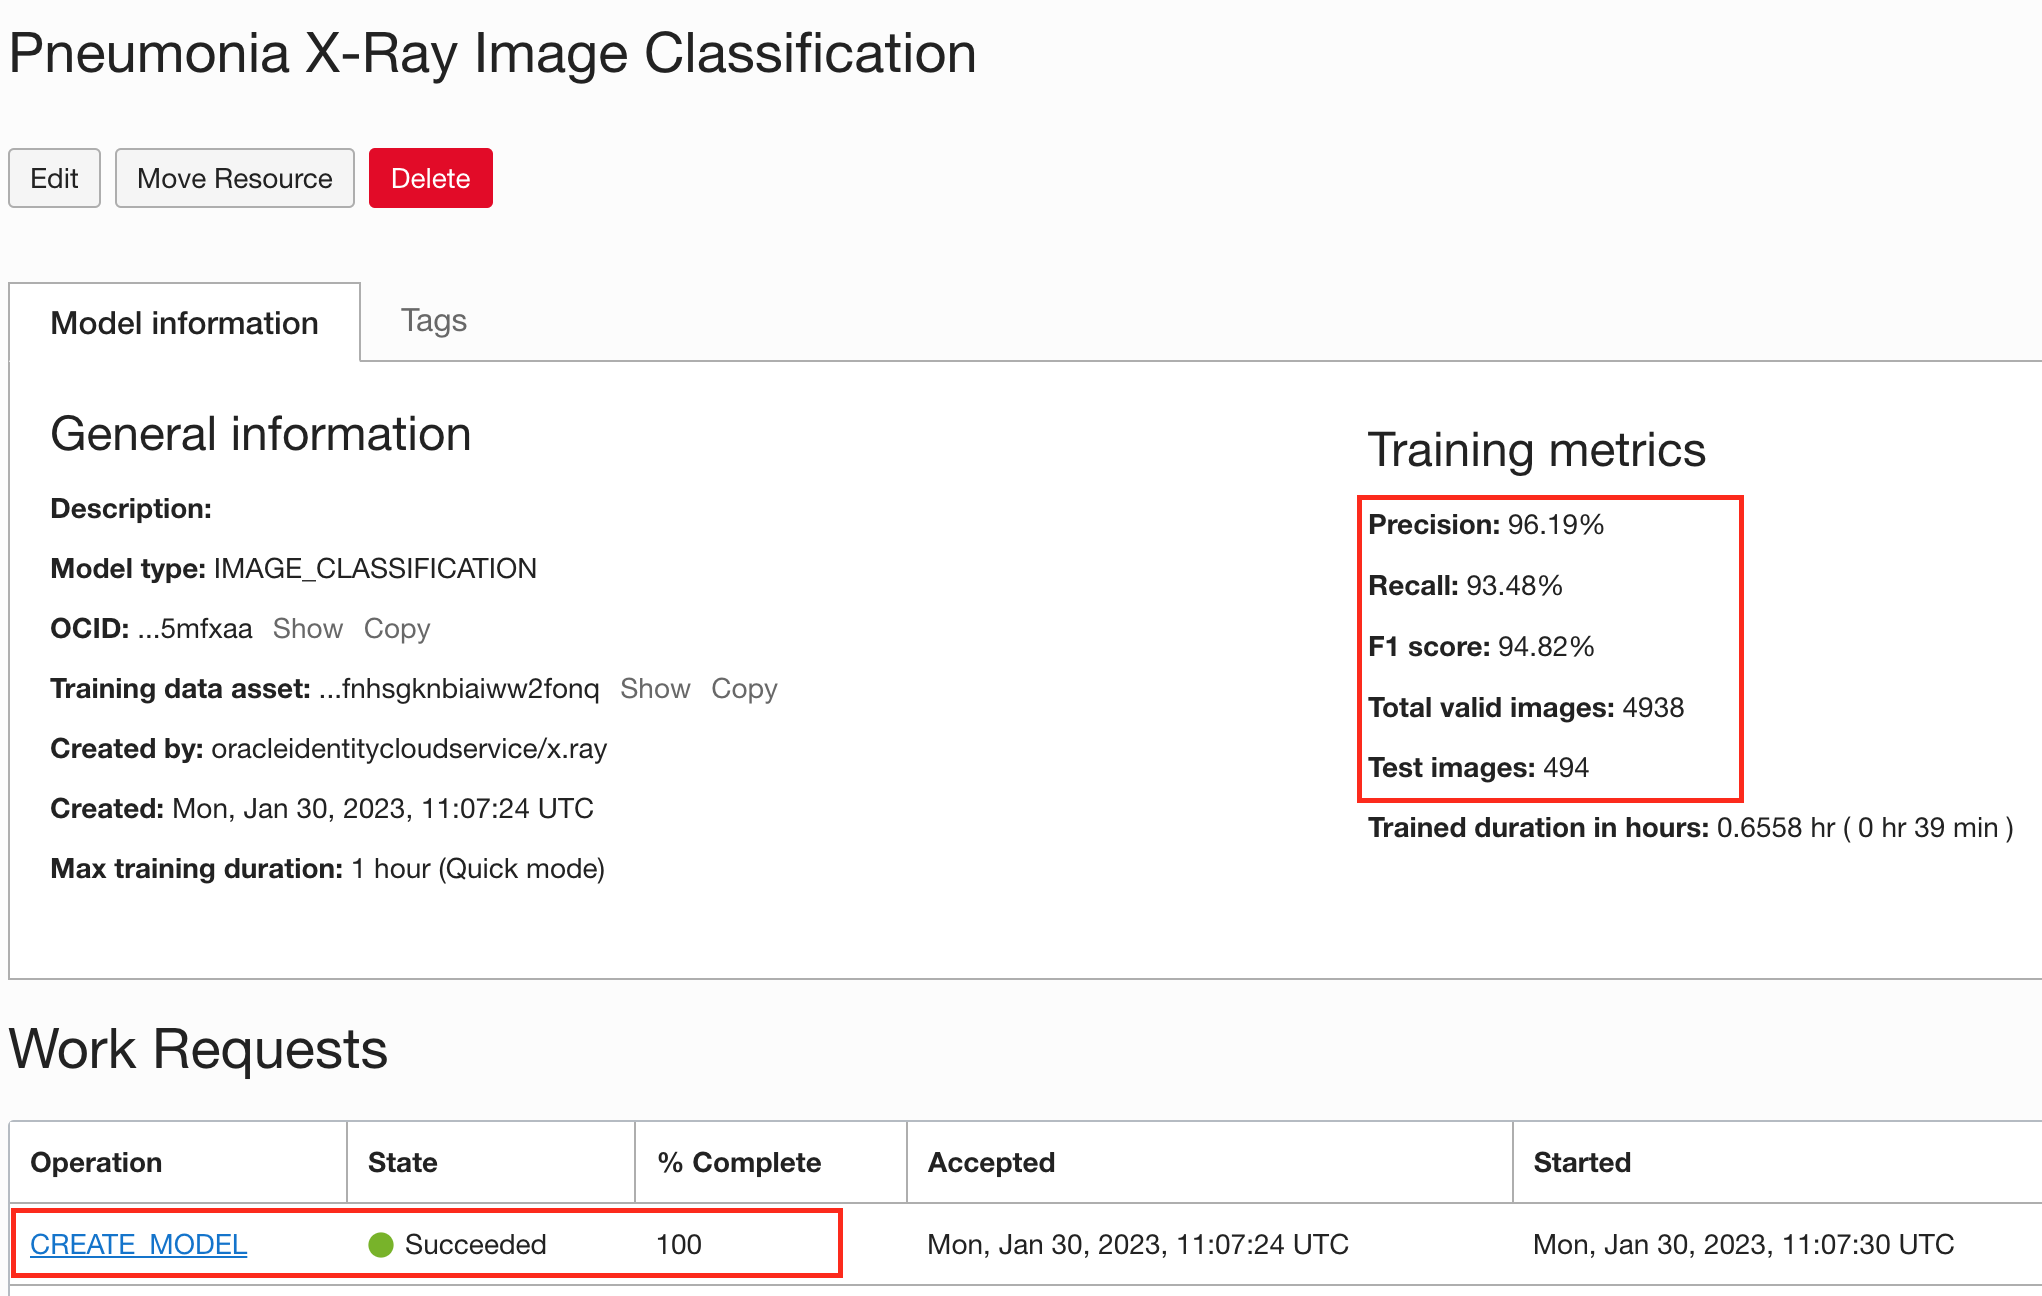 Pneumonia X-Ray Image Classification
Edit Move Resource Delete
Model information Tags
General information
Description:
Model type: IMAGE_CLASSIFICATION
OCID: ...5mfxaa Show Copy
Training data asset: ...fnhsgknbiaiww2fonq Show Copy
Created by: oracleidentitycloudservice/x.ray
Created: Mon, Jan 30, 2023, 11:07:24 UTC
Max training duration: 1 hour (Quick mode)
Training metrics
Precision: 96.19%
Recall: 93.48%
F1 score: 94.82%
Total valid images: 4938
Test images: 494
Trained duration in hours: 0.6558 hr ( 0 hr 39 min )
Work Requests
Operation State % Complete Accepted Started
CREATE_MODEL Succeeded 100 Mon, Jan 30, 2023, 11:07:24 UTC Mon, Jan 30, 2023, 11:07:30 UTC